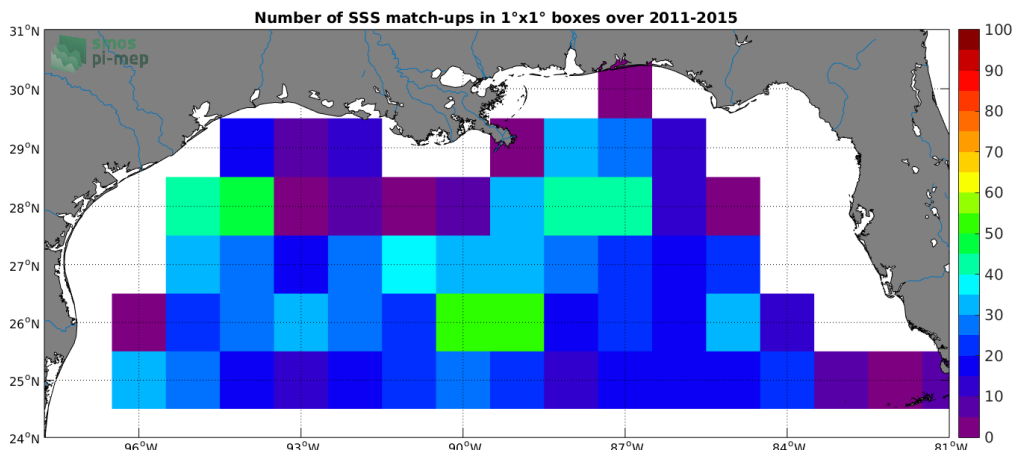 Number of SSS match-ups in 1°x1° boxes over 2011-2015
smos
pi-mep
31°N
30°N
29°N
28°N
27°N
26°N
25°N
24°N
96°W 93°W 90°W 87°W 84°W 81°W
100
90
80
70
60
50
40
30
20
10
0